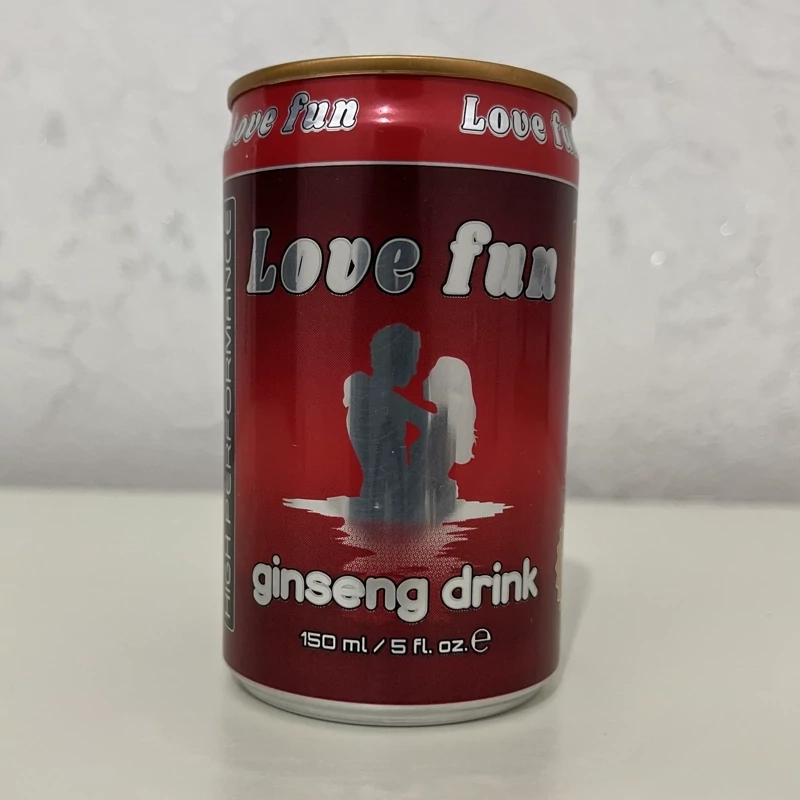 Love fun
Love fun
HIGH PERFORMANCE
Love fun
ginseng drink
150 ml / 5 fl. oz. ℮